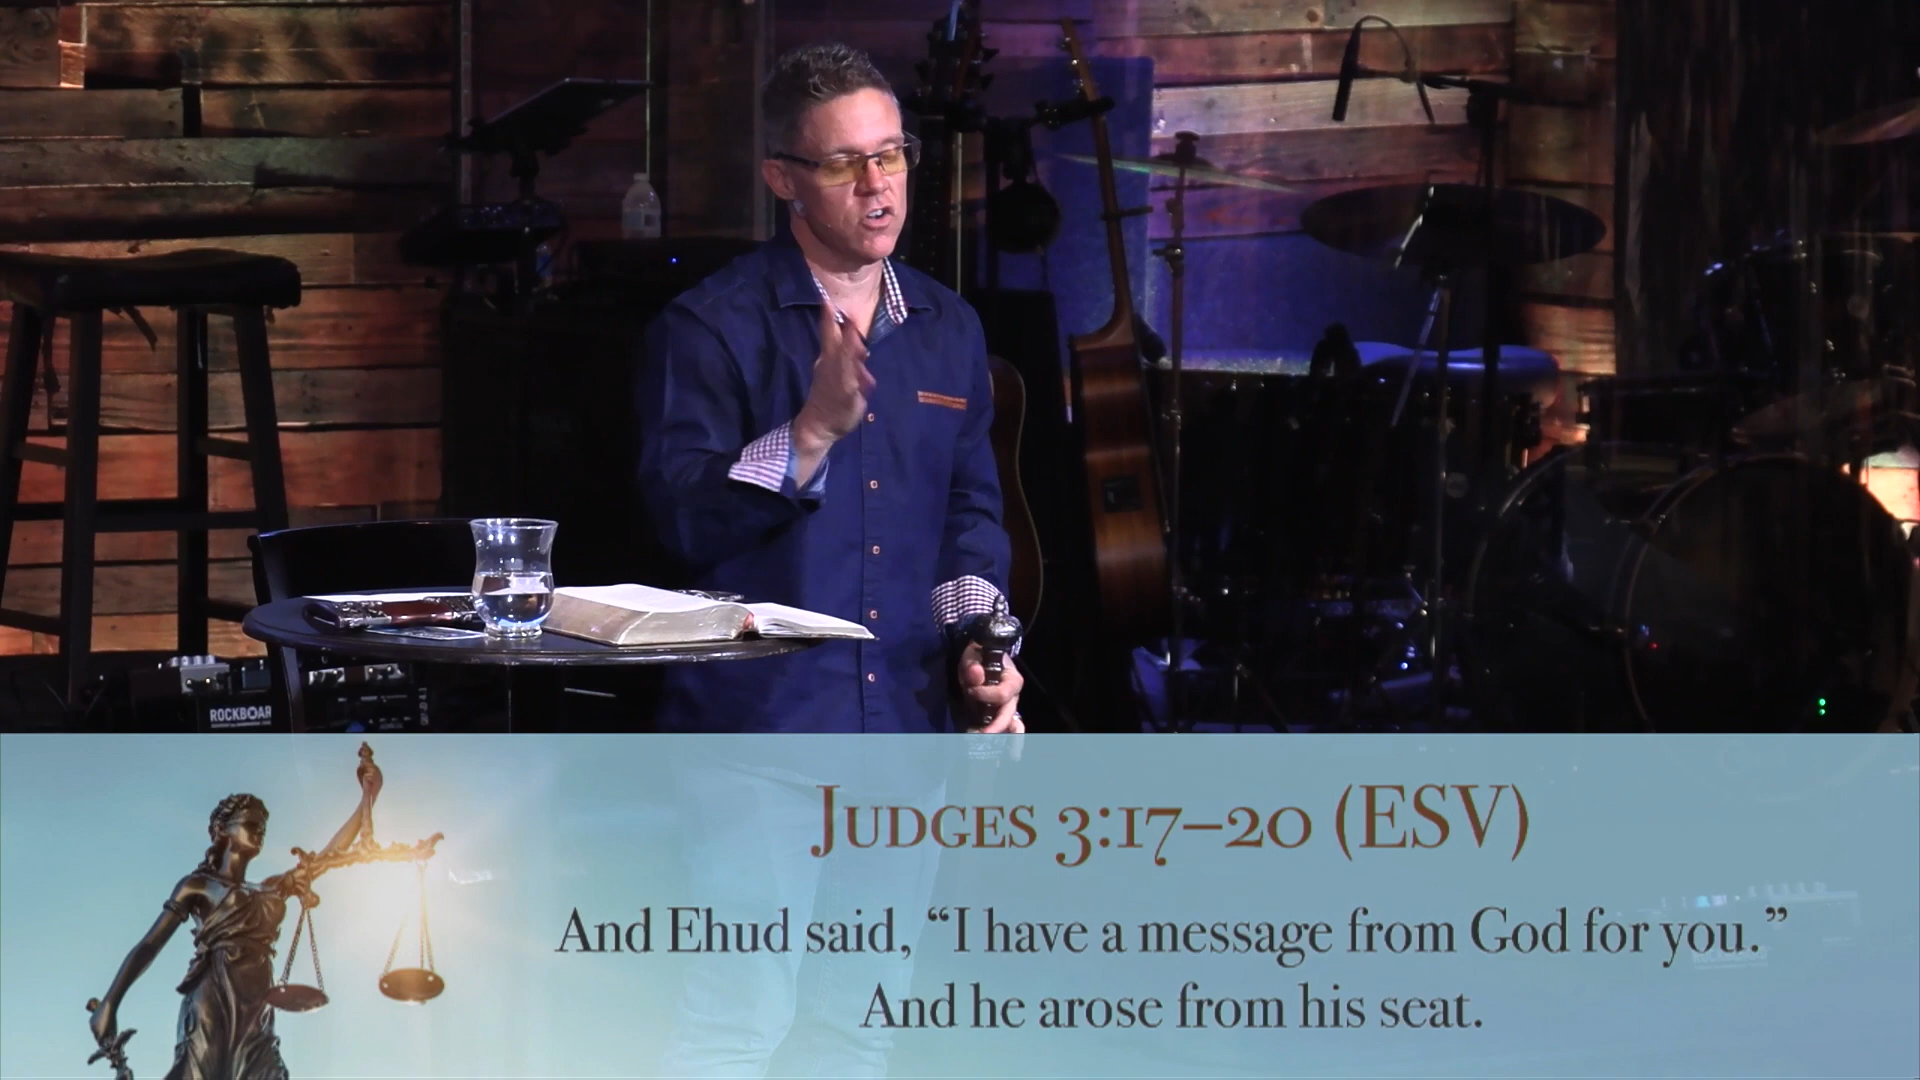 ROCKBOAR
JUDGES 3:17–20 (ESV)
And Ehud said, “I have a message from God for you.”
And he arose from his seat.